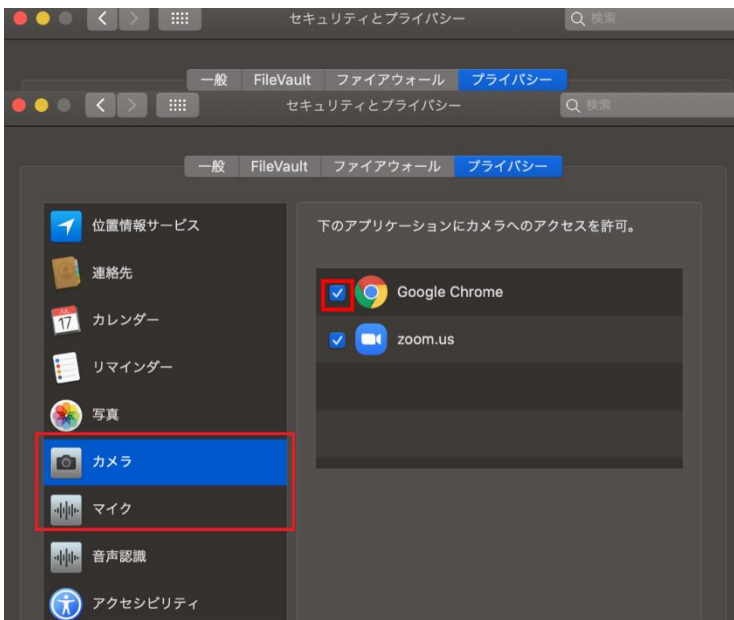 セキュリティとプライバシー
検索
一般 FileVault ファイアウォール プライバシー
セキュリティとプライバシー
検索
一般 FileVault ファイアウォール プライバシー
位置情報サービス
連絡先
JUL
17
カレンダー
リマインダー
写真
カメラ
マイク
音声認識
アクセシビリティ
下のアプリケーションにカメラへのアクセスを許可。
Google Chrome
zoom.us